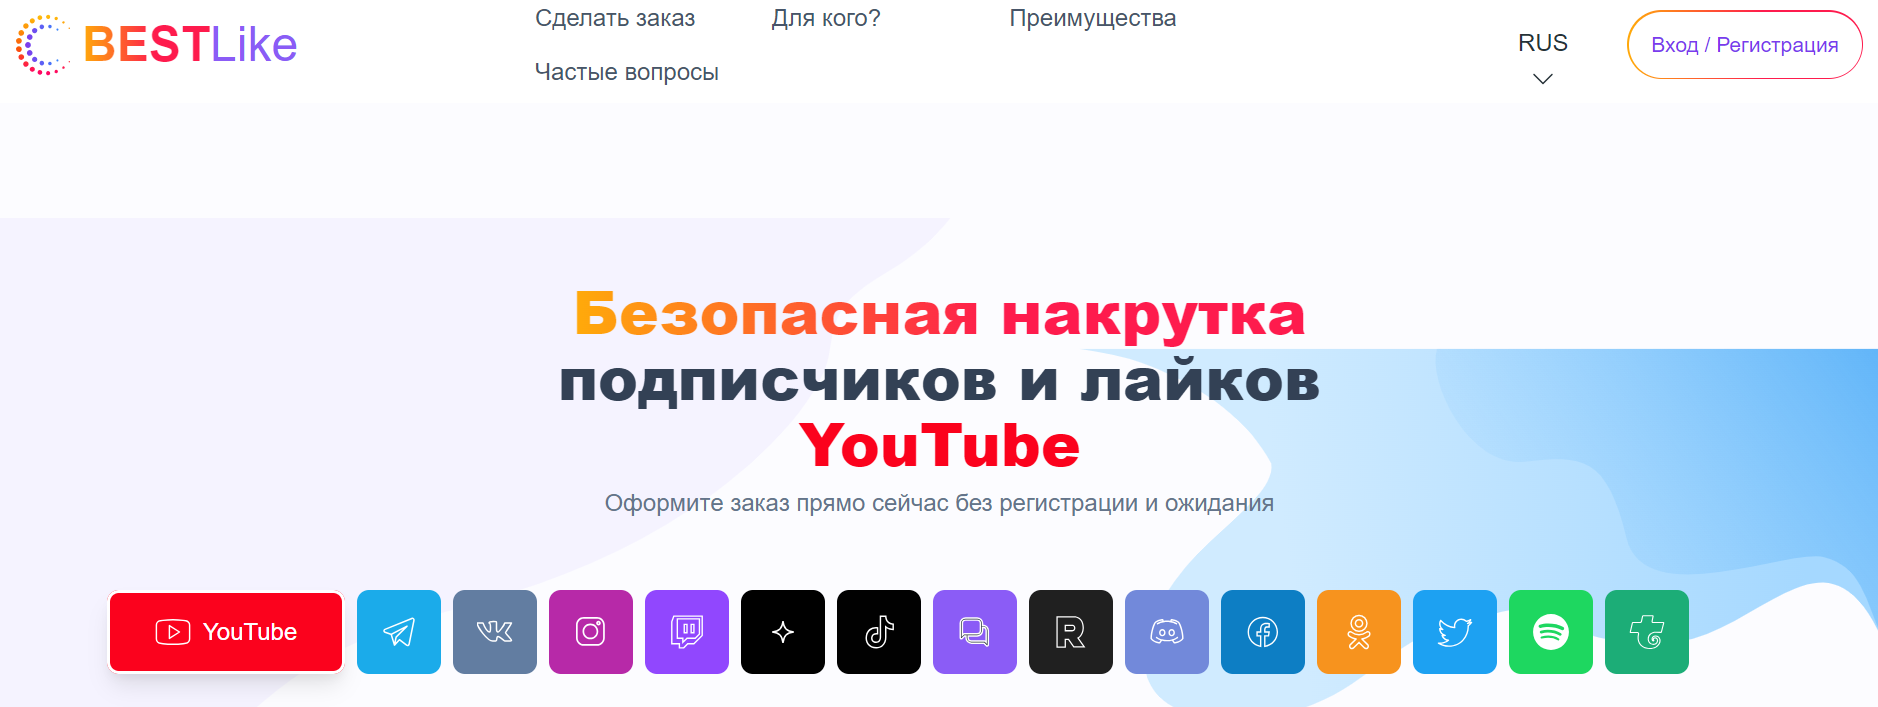 BESTLike
Сделать заказ
Для кого?
Преимущества
Частые вопросы
RUS
Вход / Регистрация
Безопасная накрутка
подписчиков и лайков
YouTube
Оформите заказ прямо сейчас без регистрации и ожидания
YouTube